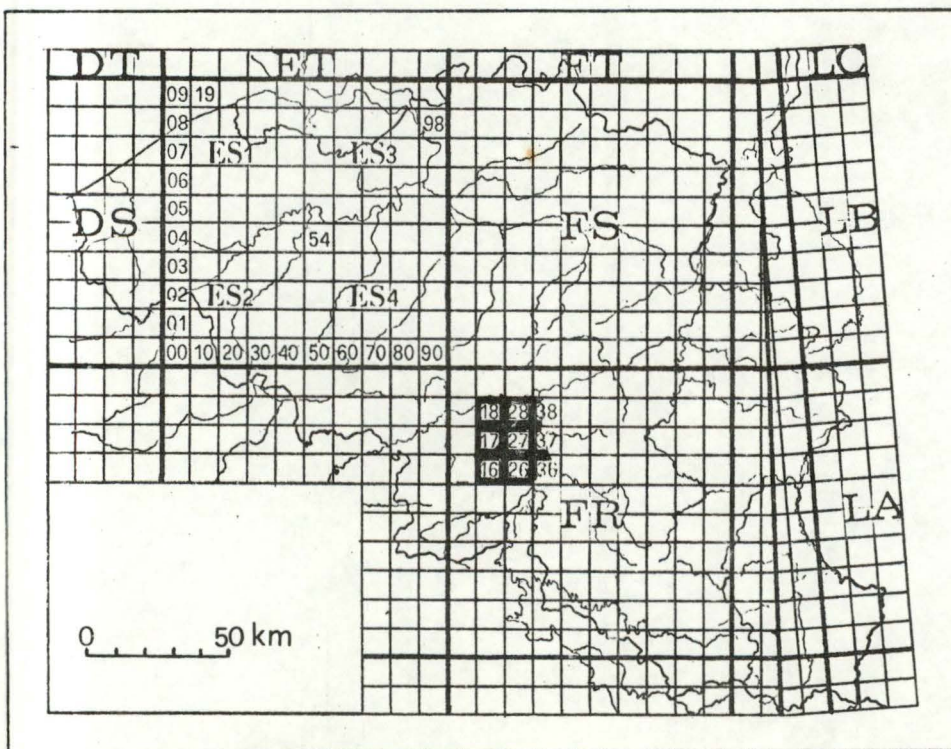 DT ET FT LC
09 19
08 98
07 ES1 ES3
06
05
DS FS LB
04 54
03
02 ES2 ES4
01
00 10 20 30 40 50 60 70 80 90
18 28 38
17 27 37
16 26 36
FR LA
0 50 km